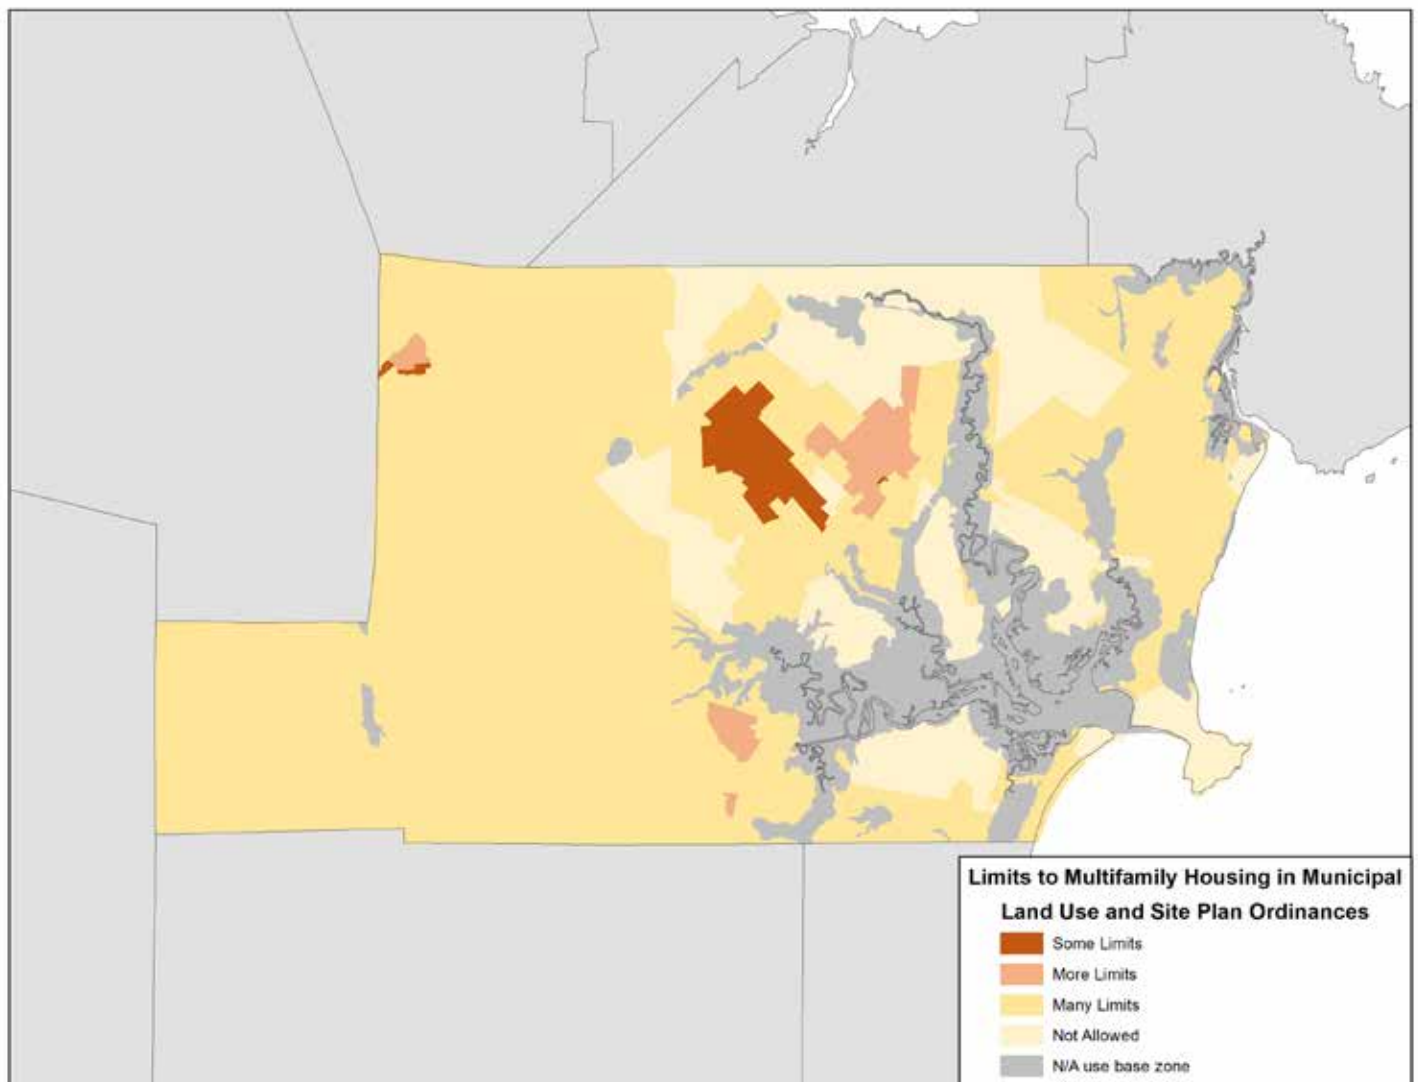 Limits to Multifamily Housing in Municipal
Land Use and Site Plan Ordinances
Some Limits
More Limits
Many Limits
Not Allowed
N/A use base zone